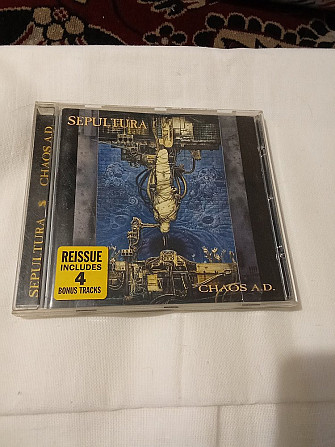 SEPULTURA
CHAOS A.D.
REISSUE
INCLUDES
4
BONUS TRACKS
SEPULTURA S CHAOS A.D.